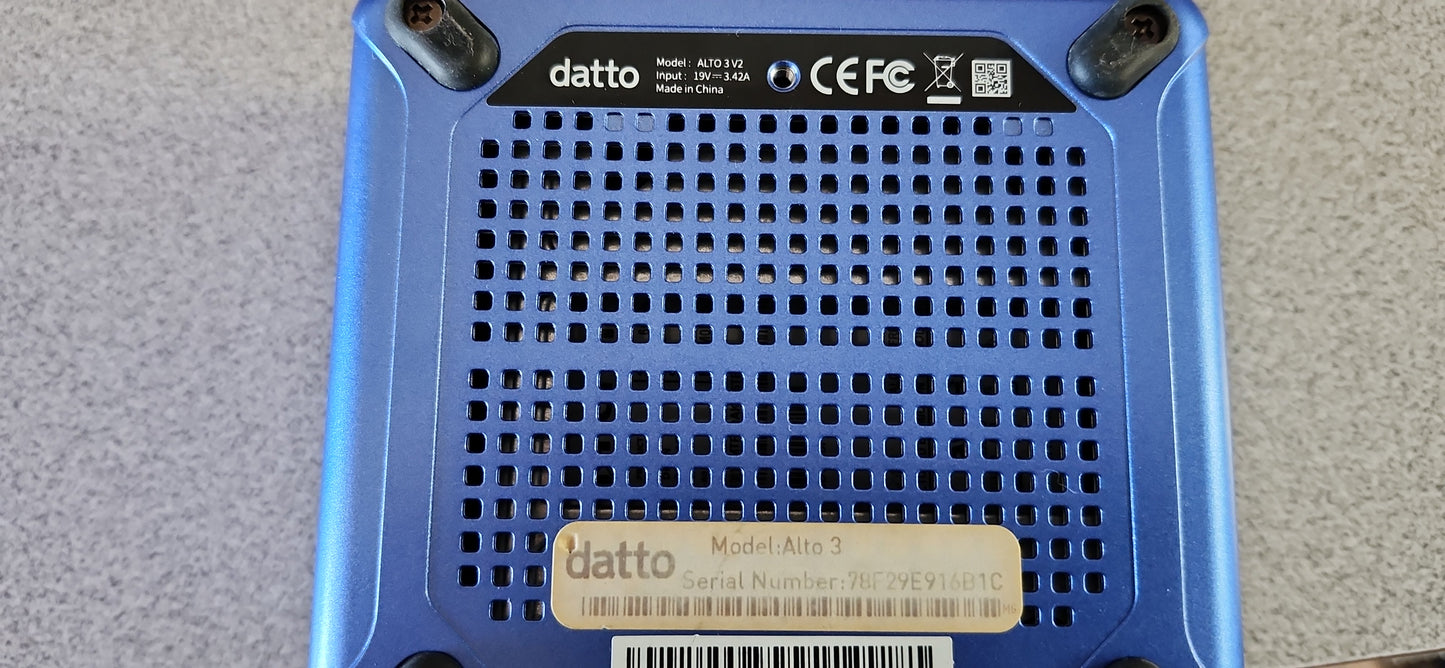 datto
Model : ALTO 3 V2
Input : 19V⎓3.42A
Made in China
CE FC
datto
Model:Alto 3
Serial Number:78F29E916B1C
MG